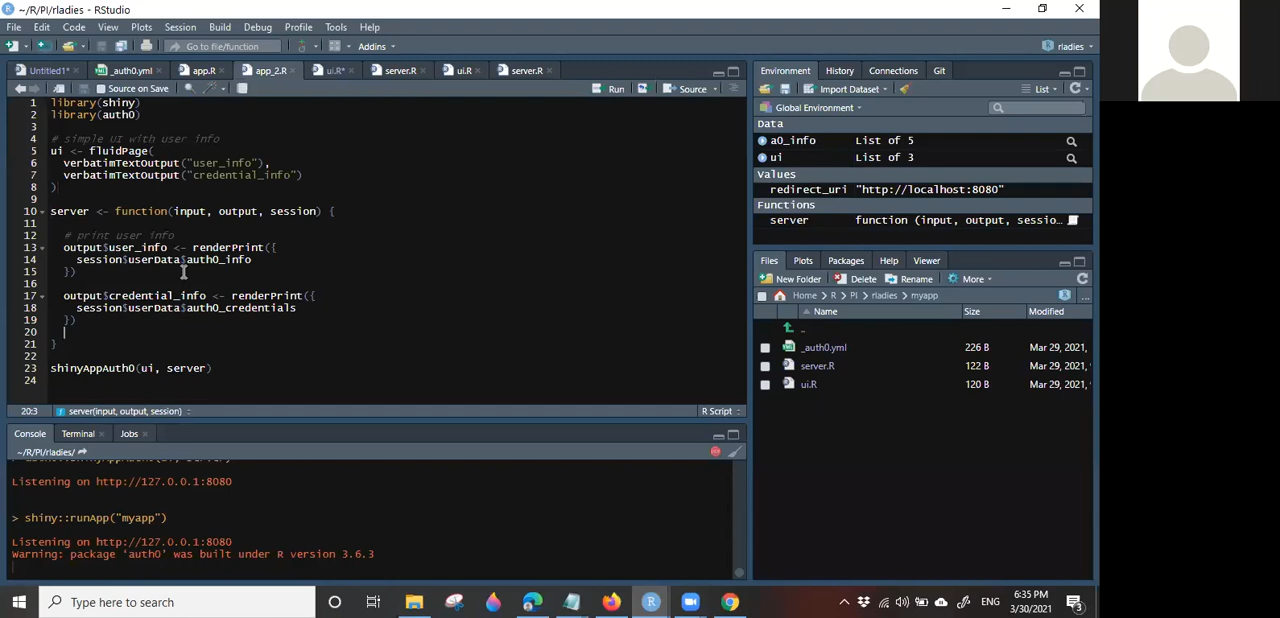 ~/R/PI/rladies - RStudio
File Edit Code View Plots Session Build Debug Profile Tools Help
Go to file/function Addins rladies
Untitled1* _auth0.yml app.R app_2.R ui.R* server.R ui.R server.R
Source on Save Run Source
1 library(shiny)
2 library(auth0)
3
4 # simple UI with user info
5 ui <- fluidPage(
6 verbatimTextOutput("user_info"),
7 verbatimTextOutput("credential_info")
8 )
9
10 server <- function(input, output, session) {
11
12 # print user info
13 output$user_info <- renderPrint({
14 session$userData$auth0_info
15 })
16
17 output$credential_info <- renderPrint({
18 session$userData$auth0_credentials
19 })
20
21 }
22
23 shinyAppAuth0(ui, server)
24
20:3 server(input, output, session) R Script
Console Terminal Jobs
~/R/PI/rladies/
Listening on http://127.0.0.1:8080
> shiny::runApp("myapp")
Listening on http://127.0.0.1:8080
Warning: package 'auth0' was built under R version 3.6.3
Environment History Connections Git
Import Dataset List
Global Environment
Data
a0_info List of 5
ui List of 3
Values
redirect_uri "http://localhost:8080"
Functions
server function (input, output, sessio…
Files Plots Packages Help Viewer
New Folder Delete Rename More
Home R PI rladies myapp ...
Name Size Modified
..
_auth0.yml 226 B Mar 29, 2021,
server.R 122 B Mar 29, 2021,
ui.R 120 B Mar 29, 2021,
Type here to search
ENG
6:35 PM
3/30/2021
3